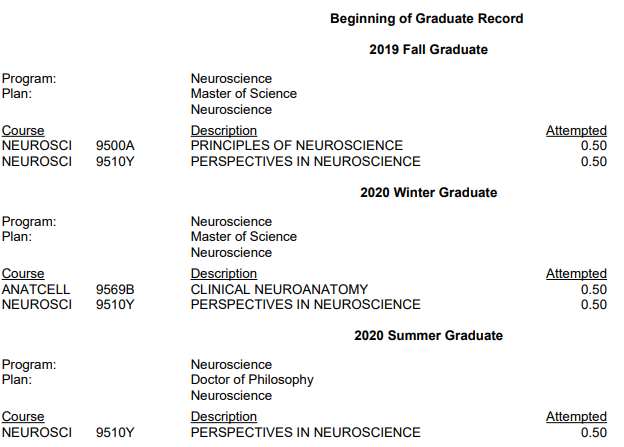 Beginning of Graduate Record
2019 Fall Graduate
Program: Neuroscience
Plan: Master of Science
Neuroscience
Course Description Attempted
NEUROSCI 9500A PRINCIPLES OF NEUROSCIENCE 0.50
NEUROSCI 9510Y PERSPECTIVES IN NEUROSCIENCE 0.50
2020 Winter Graduate
Program: Neuroscience
Plan: Master of Science
Neuroscience
Course Description Attempted
ANATCELL 9569B CLINICAL NEUROANATOMY 0.50
NEUROSCI 9510Y PERSPECTIVES IN NEUROSCIENCE 0.50
2020 Summer Graduate
Program: Neuroscience
Plan: Doctor of Philosophy
Neuroscience
Course Description Attempted
NEUROSCI 9510Y PERSPECTIVES IN NEUROSCIENCE 0.50